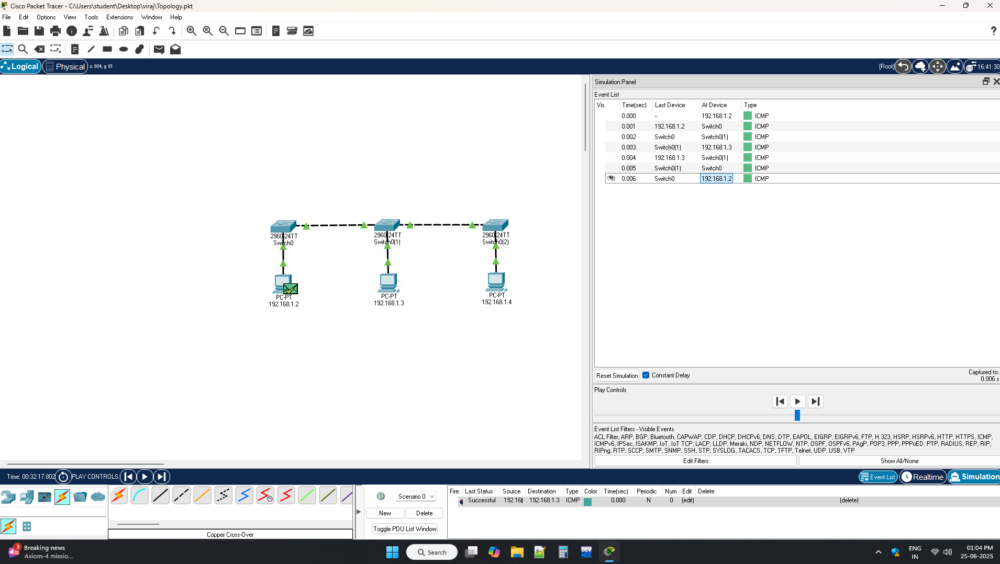 Cisco Packet Tracer - C:\Users\student\Desktop\viraj\Topology.pkt
File Edit Options View Tools Extensions Window Help
?
Logical Physical x: 984, y: 81 [Root] 16:41:30
Simulation Panel
Event List
Vis. Time(sec) Last Device At Device Type
0.000 -- 192.168.1.2 ICMP
0.001 192.168.1.2 Switch0 ICMP
0.002 Switch0 Switch0(1) ICMP
0.003 Switch0(1) 192.168.1.3 ICMP
0.004 192.168.1.3 Switch0(1) ICMP
0.005 Switch0(1) Switch0 ICMP
0.006 Switch0 192.168.1.2 ICMP
2960-24TT 2960-24TT 2960-24TT
Switch0 Switch0(1) Switch0(2)
PC-PT PC-PT PC-PT
192.168.1.2 192.168.1.3 192.168.1.4
Reset Simulation Constant Delay Captured to:
0.006 s
Play Controls
Event List Filters - Visible Events
ACL Filter, ARP, BGP, Bluetooth, CAPWAP, CDP, DHCP, DHCPv6, DNS, DTP, EAPOL, EIGRP, EIGRPv6, FTP, H.323, HSRP, HSRPv6, HTTP, HTTPS, ICMP,
ICMPv6, IPSec, ISAKMP, IoT, IoT TCP, LACP, LLDP, Meraki, NDP, NETFLOW, NTP, OSPF, OSPFv6, PAgP, POP3, PPP, PPPoED, PTP, RADIUS, REP, RIP,
RIPng, RTP, SCCP, SMTP, SNMP, SSH, STP, SYSLOG, TACACS, TCP, TFTP, Telnet, UDP, USB, VTP
Edit Filters Show All/None
Time: 00:32:17.802 PLAY CONTROLS: Event List Realtime Simulation
Scenario 0
New Delete
Toggle PDU List Window
Fire Last Status Source Destination Type Color Time(sec) Periodic Num Edit Delete
Successful 192.16 192.168.1.3 ICMP 0.000 N 0 (edit) (delete)
Copper Cross-Over
3 Breaking news
Axiom-4 missio...
Search
DEV
ENG
IN
01:04 PM
25-06-2025